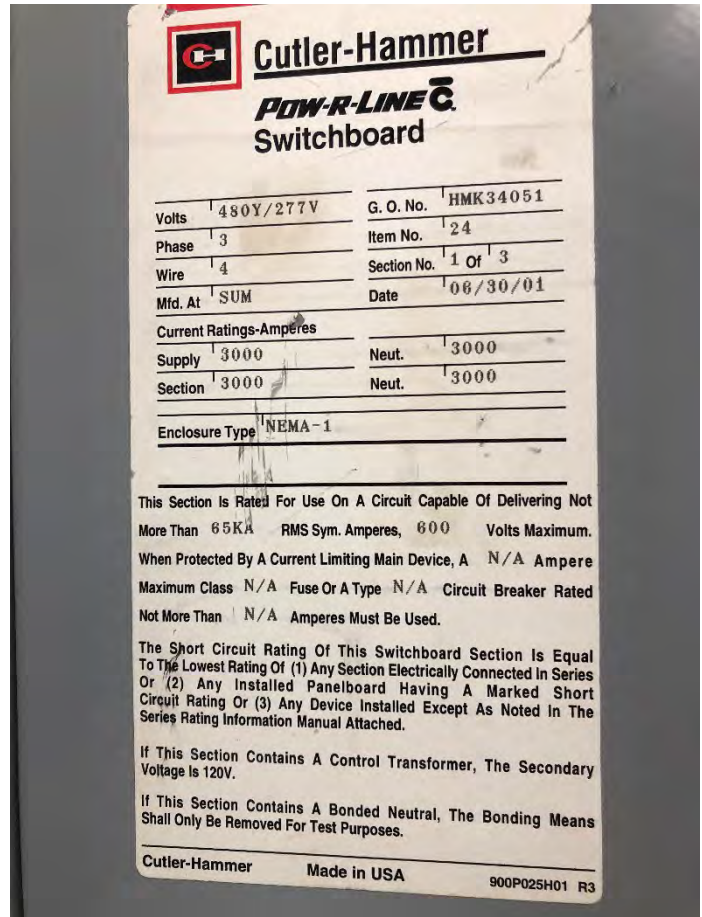 Cutler-Hammer
POW-R-LINE C
Switchboard
Volts 480Y/277V G. O. No. HMK34051
Phase 3 Item No. 24
Wire 4 Section No. 1 Of 3
Mfd. At SUM Date 06/30/01
Current Ratings-Amperes
Supply 3000 Neut. 3000
Section 3000 Neut. 3000
Enclosure Type NEMA-1
This Section Is Rated For Use On A Circuit Capable Of Delivering Not
More Than 65KA RMS Sym. Amperes, 600 Volts Maximum.
When Protected By A Current Limiting Main Device, A N/A Ampere
Maximum Class N/A Fuse Or A Type N/A Circuit Breaker Rated
Not More Than N/A Amperes Must Be Used.
The Short Circuit Rating Of This Switchboard Section Is Equal
To The Lowest Rating Of (1) Any Section Electrically Connected In Series
Or (2) Any Installed Panelboard Having A Marked Short
Circuit Rating Or (3) Any Device Installed Except As Noted In The
Series Rating Information Manual Attached.
If This Section Contains A Control Transformer, The Secondary
Voltage Is 120V.
If This Section Contains A Bonded Neutral, The Bonding Means
Shall Only Be Removed For Test Purposes.
Cutler-Hammer Made in USA 900P025H01 R3